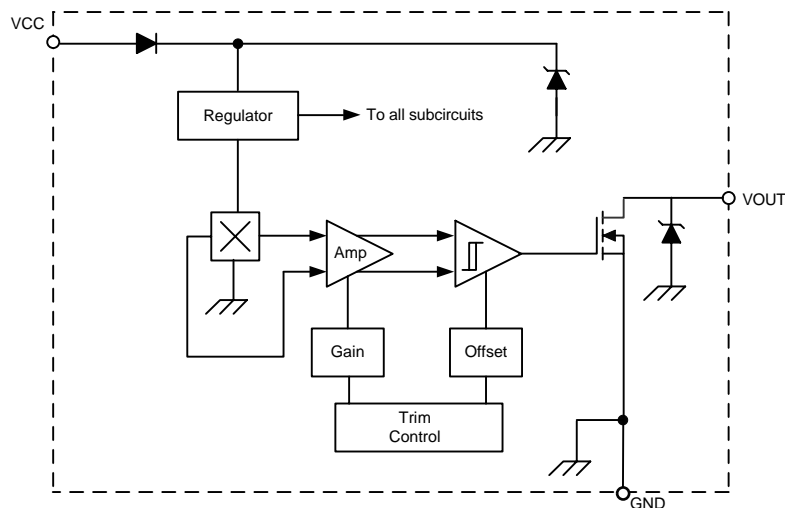 VCC
Regulator
To all subcircuits
VOUT
Amp
Gain
Offset
Trim
Control
GND